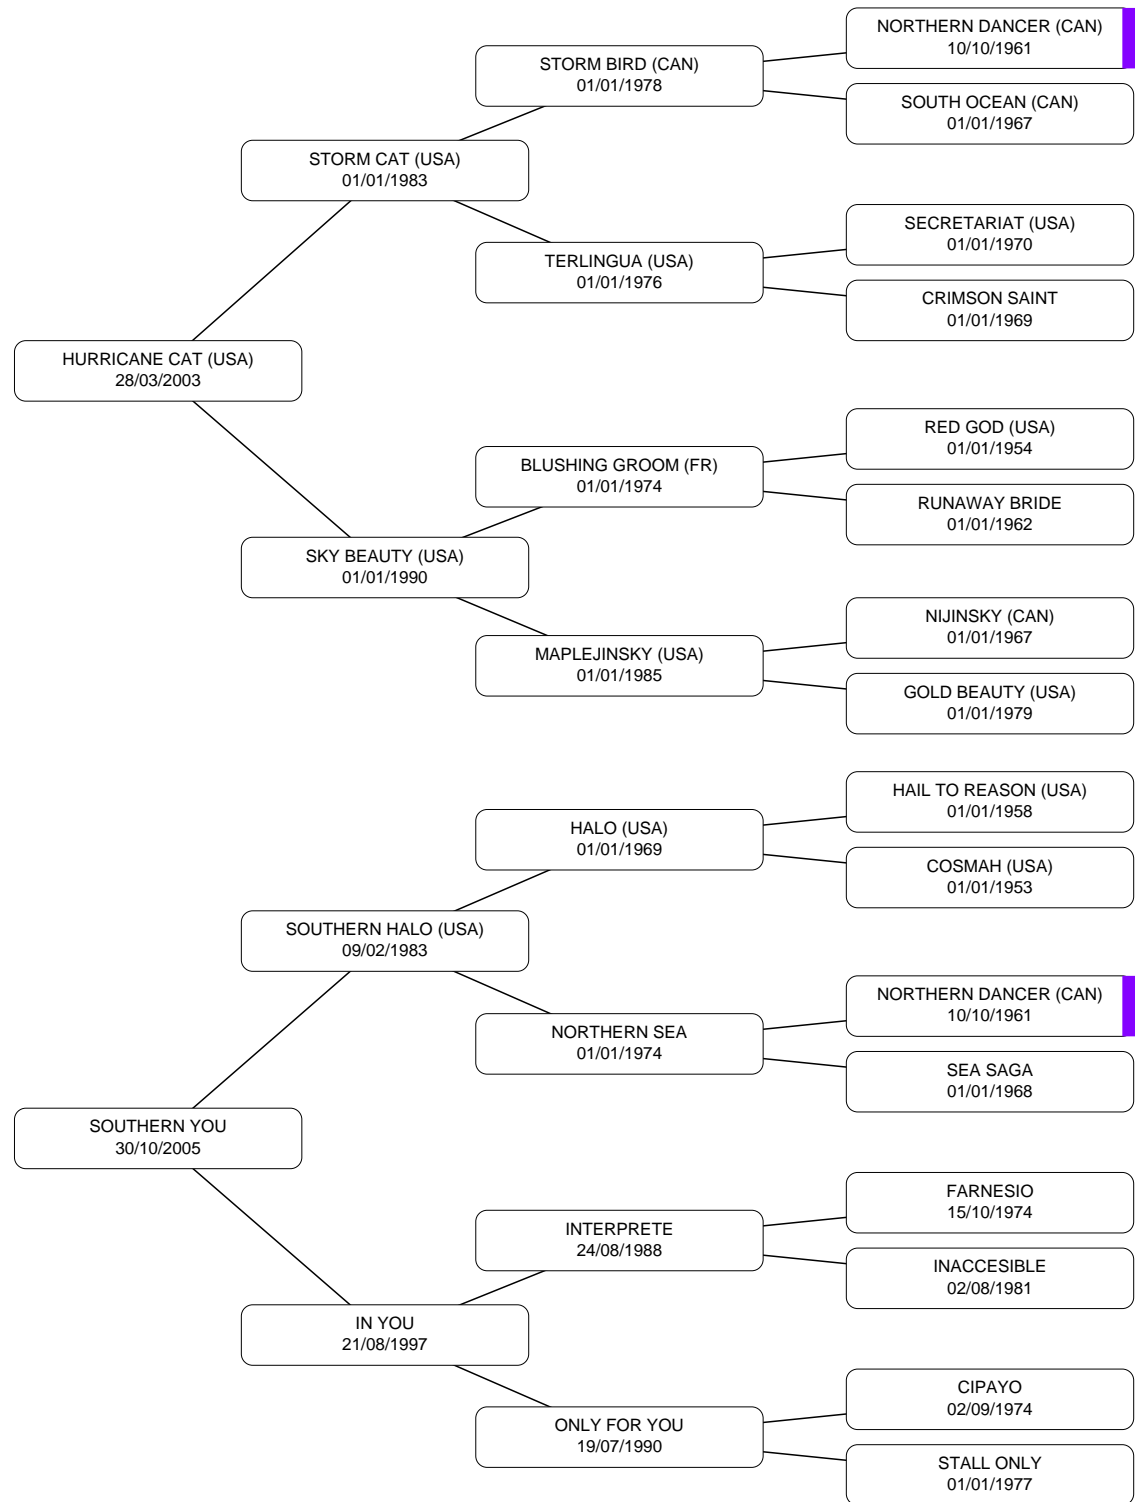 NORTHERN DANCER (CAN)
10/10/1961
STORM BIRD (CAN)
01/01/1978
SOUTH OCEAN (CAN)
01/01/1967
STORM CAT (USA)
01/01/1983
SECRETARIAT (USA)
01/01/1970
TERLINGUA (USA)
01/01/1976
CRIMSON SAINT
01/01/1969
HURRICANE CAT (USA)
28/03/2003
RED GOD (USA)
01/01/1954
BLUSHING GROOM (FR)
01/01/1974
RUNAWAY BRIDE
01/01/1962
SKY BEAUTY (USA)
01/01/1990
NIJINSKY (CAN)
01/01/1967
MAPLEJINSKY (USA)
01/01/1985
GOLD BEAUTY (USA)
01/01/1979
HAIL TO REASON (USA)
01/01/1958
HALO (USA)
01/01/1969
COSMAH (USA)
01/01/1953
SOUTHERN HALO (USA)
09/02/1983
NORTHERN DANCER (CAN)
10/10/1961
NORTHERN SEA
01/01/1974
SEA SAGA
01/01/1968
SOUTHERN YOU
30/10/2005
FARNESIO
15/10/1974
INTERPRETE
24/08/1988
INACCESIBLE
02/08/1981
IN YOU
21/08/1997
CIPAYO
02/09/1974
ONLY FOR YOU
19/07/1990
STALL ONLY
01/01/1977